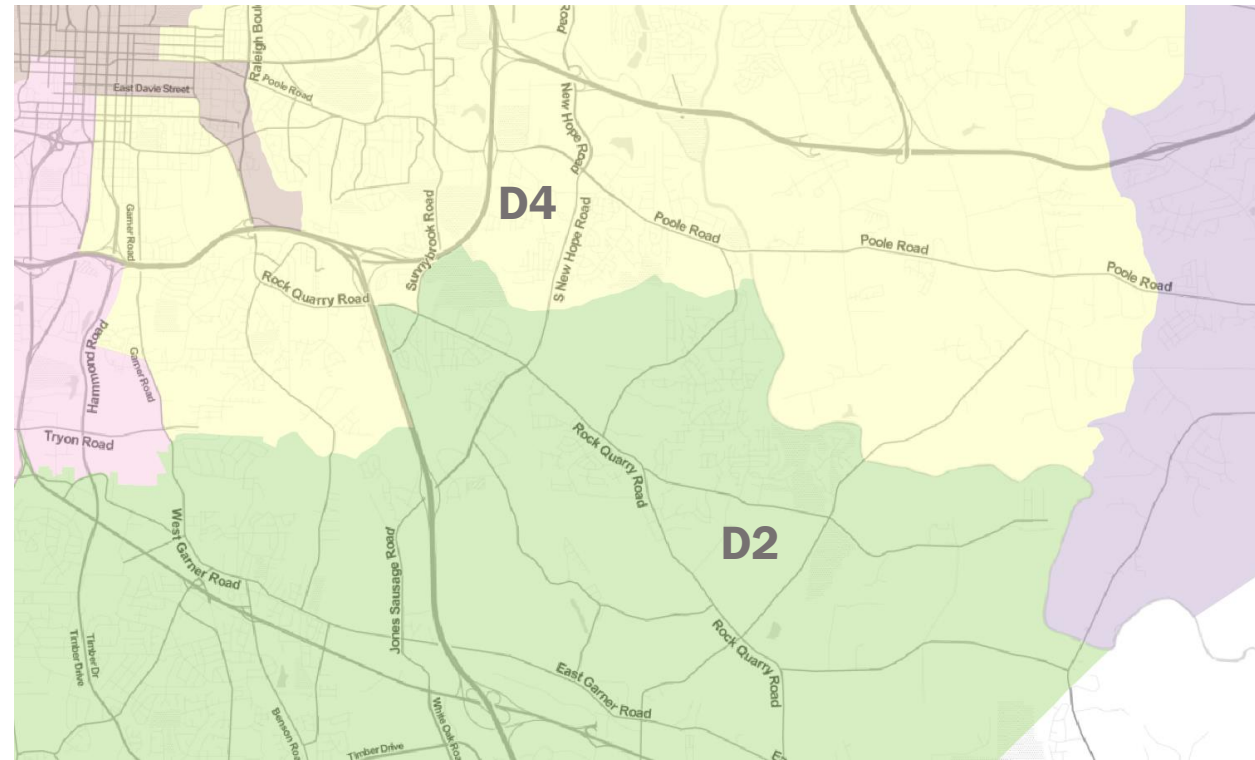 Road
Raleigh Boul
Poole Road
East Davie Street
New Hope Road
D4
Sunnybrook Road
S New Hope Road
Poole Road
Poole Road
Poole Road
Garner Road
Rock Quarry Road
Hammond Road
Garner Road
Tryon Road
Rock Quarry Road
D2
West Garner Road
Jones Sausage Road
Timber Drive
Timber Dr
Rock Quarry Road
East Garner Road
Benson Roa
White Oak Roa
Timber Drive
E